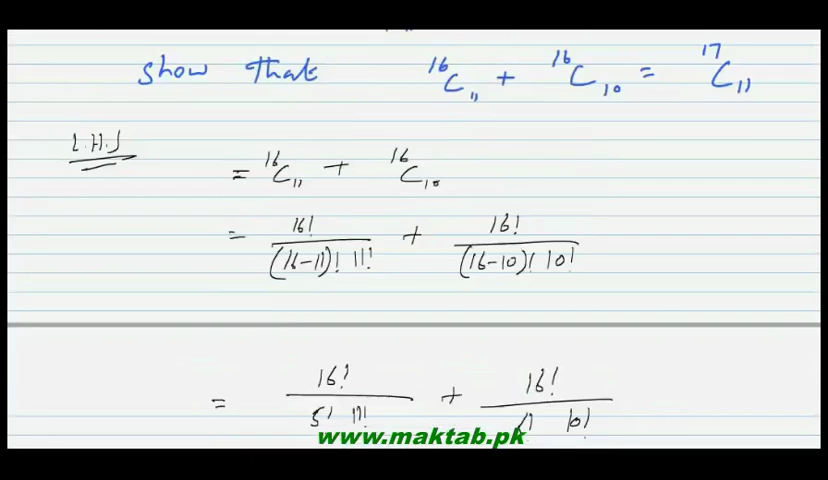 show that ¹⁶C₁₁ + ¹⁶C₁₀ = ¹⁷C₁₁
L.H.S
= ¹⁶C₁₁ + ¹⁶C₁₀
= 16!/((16-11)! 11!) + 16!/((16-10)! 10!)
= 16!/(5! 11!) + 16!/(6! 10!)
www.maktab.pk